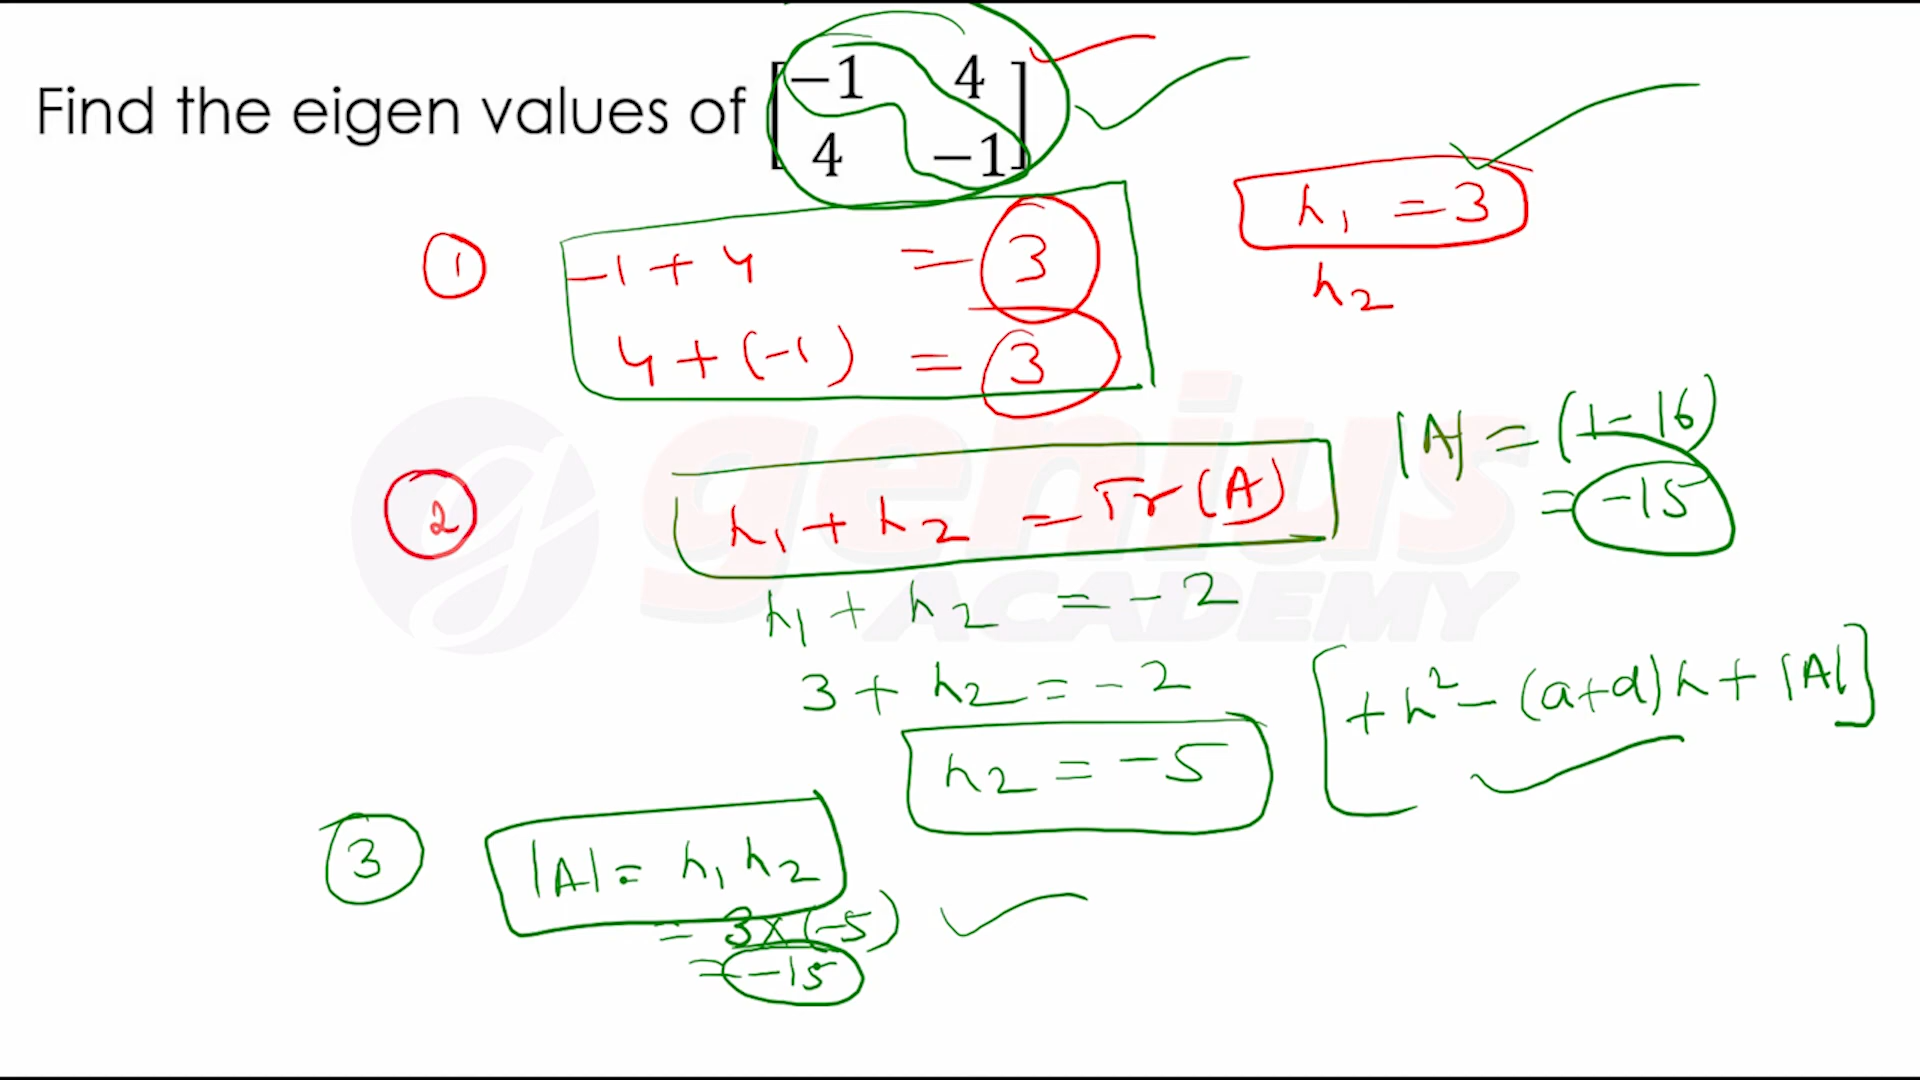 Find the eigen values of [−1 4
4 −1]
① −1 + 4 = 3
4 + (−1) = 3
λ₁ = 3
λ₂
② λ₁ + λ₂ = Tr(A)
λ₁ + λ₂ = −2
3 + λ₂ = −2
λ₂ = −5
|A| = (1 − 16)
= −15
+λ² − (a+d)λ + |A|
③ |A| = λ₁ λ₂
= 3 × (−5)
= −15
genius
ACADEMY